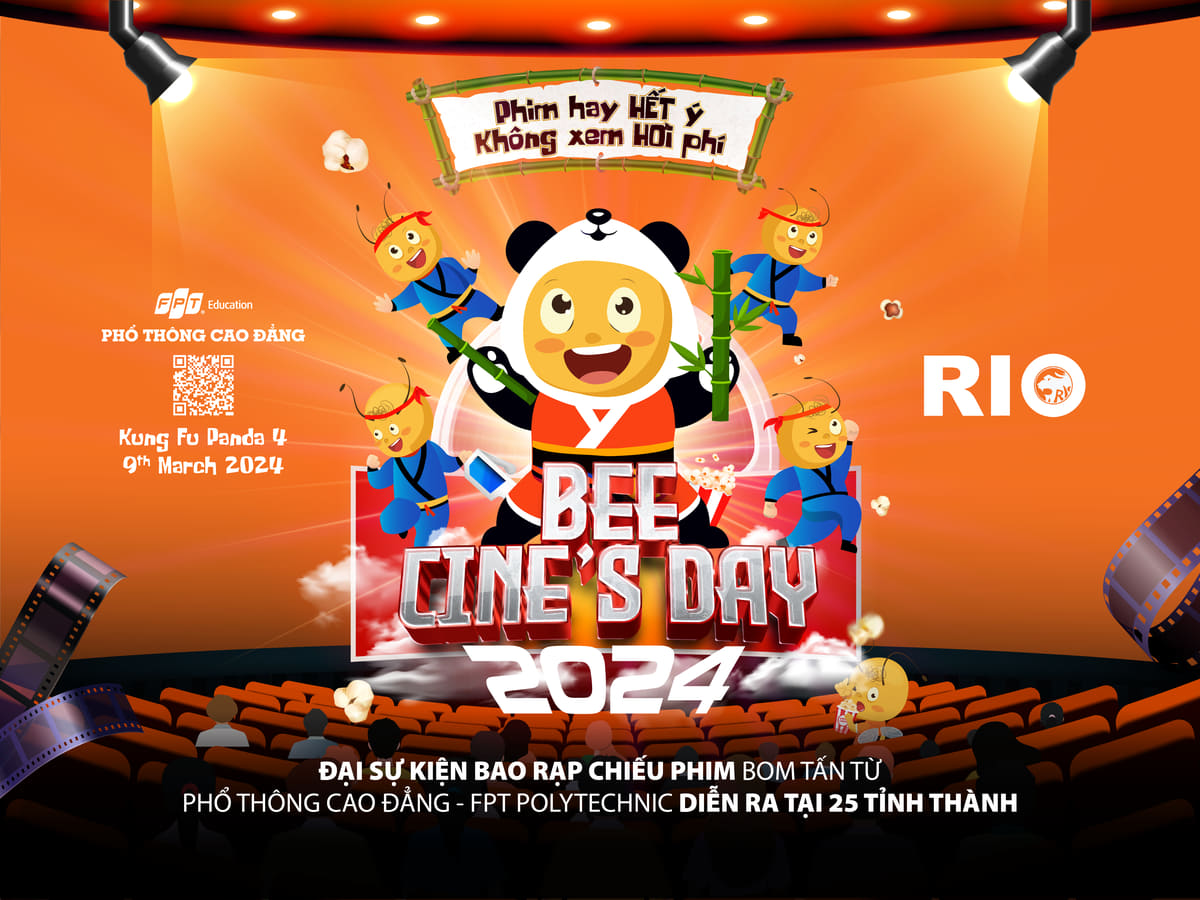 Phim hay HẾT ý
Không xem HƠi phí
FPT Education
PHỔ THÔNG CAO ĐẲNG
Kung Fu Panda 4
9th March 2024
RIO
BEE
CINE'S DAY
2024
ĐẠI SỰ KIỆN BAO RẠP CHIẾU PHIM BOM TẤN TỪ
PHỔ THÔNG CAO ĐẲNG - FPT POLYTECHNIC DIỄN RA TẠI 25 TỈNH THÀNH